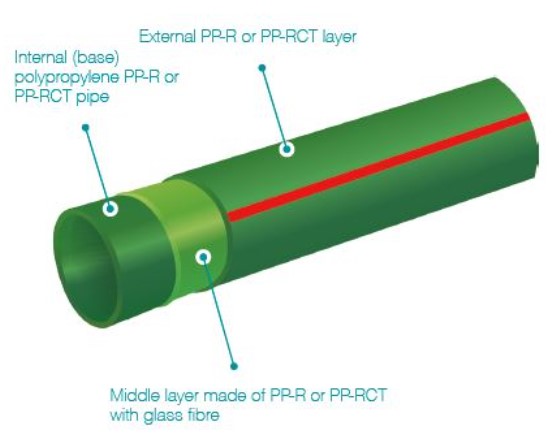 External PP-R or PP-RCT layer
Internal (base)
polypropylene PP-R or
PP-RCT pipe
Middle layer made of PP-R or PP-RCT
with glass fibre